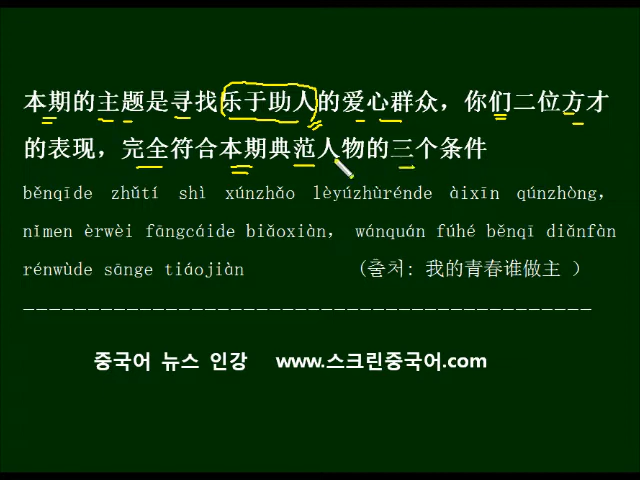 本期的主题是寻找乐于助人的爱心群众，你们二位方才
的表现，完全符合本期典范人物的三个条件
běnqīde zhǔtí shì xúnzhǎo lèyúzhùrénde àixīn qúnzhòng，
nǐmen èrwèi fāngcáide biǎoxiàn， wánquán fúhé běnqī diǎnfàn
rénwùde sānge tiáojiàn （출처: 我的青春谁做主 ）
중국어 뉴스 인강 www.스크린중국어.com